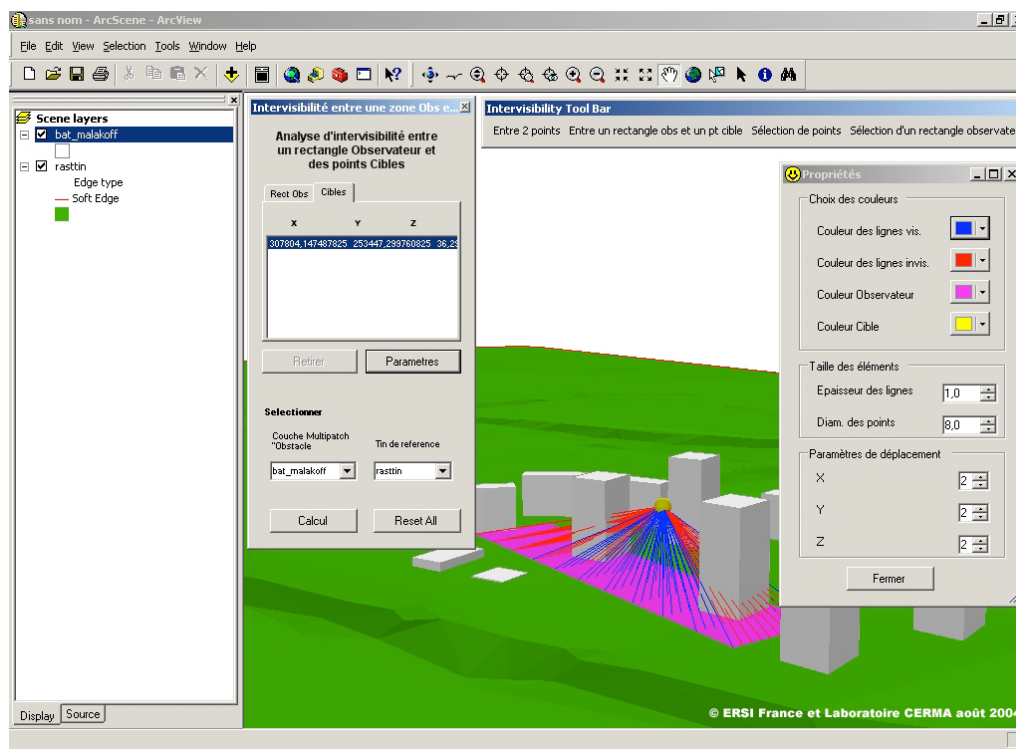 sans nom - ArcScene - ArcView
File Edit View Selection Tools Window Help
Scene layers
bat_malakoff
rasttin
Edge type
Soft Edge
Display Source
Intervisibilité entre une zone Obs e...
Analyse d'intervisibilité entre
un rectangle Observateur et
des points Cibles
Rect Obs Cibles
X Y Z
307804,147487825 253447,299760825 36,29
Retirer Parametres
Selectionner
Couche Multipatch
"Obstacle
Tin de reference
bat_malakoff rasttin
Calcul Reset All
Intervisibility Tool Bar
Entre 2 points Entre un rectangle obs et un pt cible Sélection de points Sélection d'un rectangle observate
Propriétés
Choix des couleurs
Couleur des lignes vis.
Couleur des lignes invis.
Couleur Observateur
Couleur Cible
Taille des éléments
Epaisseur des lignes 1,0
Diam. des points 8,0
Paramètres de déplacement
X 2
Y 2
Z 2
Fermer
© ERSI France et Laboratoire CERMA août 2004